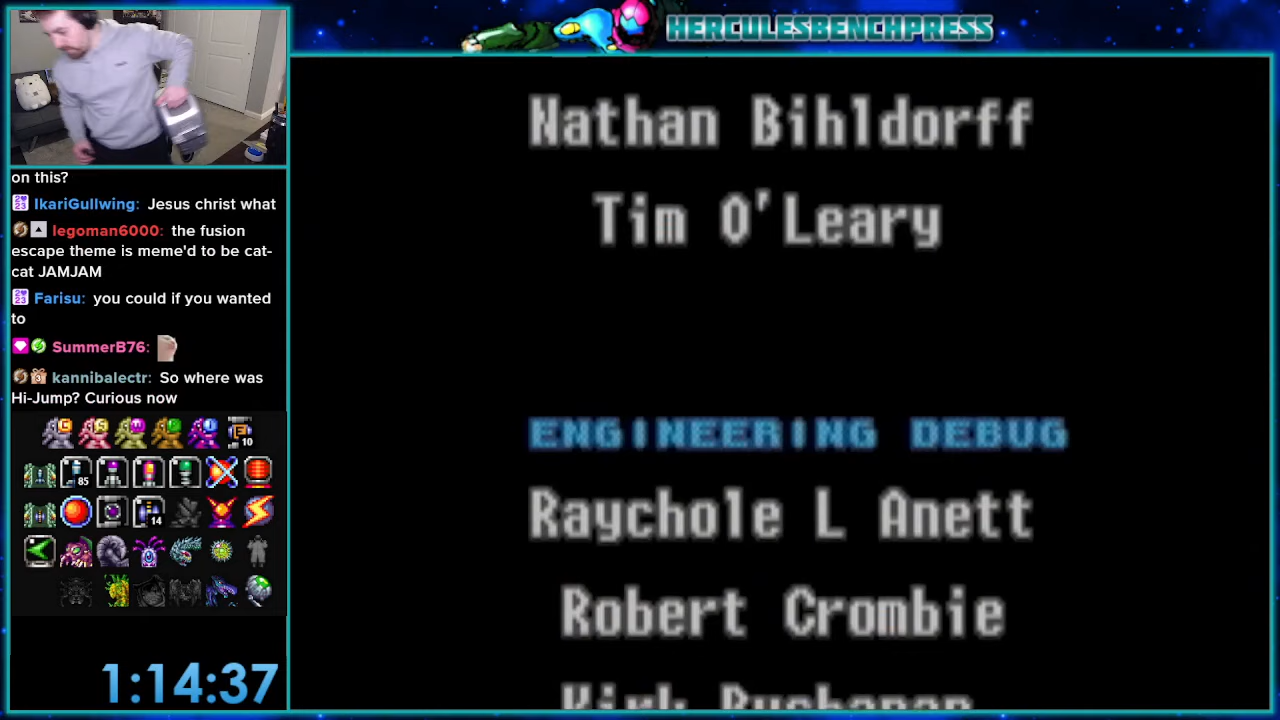 HERCULESBENCHPRESS
Nathan Bihldorff
Tim O'Leary
ENGINEERING DEBUG
Raychole L Anett
Robert Crombie
Kirk Buchanan
on this?
IkariGullwing: Jesus christ what
legoman6000: the fusion
escape theme is meme'd to be cat-
cat JAMJAM
Farisu: you could if you wanted
to
SummerB76:
kannibalectr: So where was
Hi-Jump? Curious now
10
85
14
1:14:37